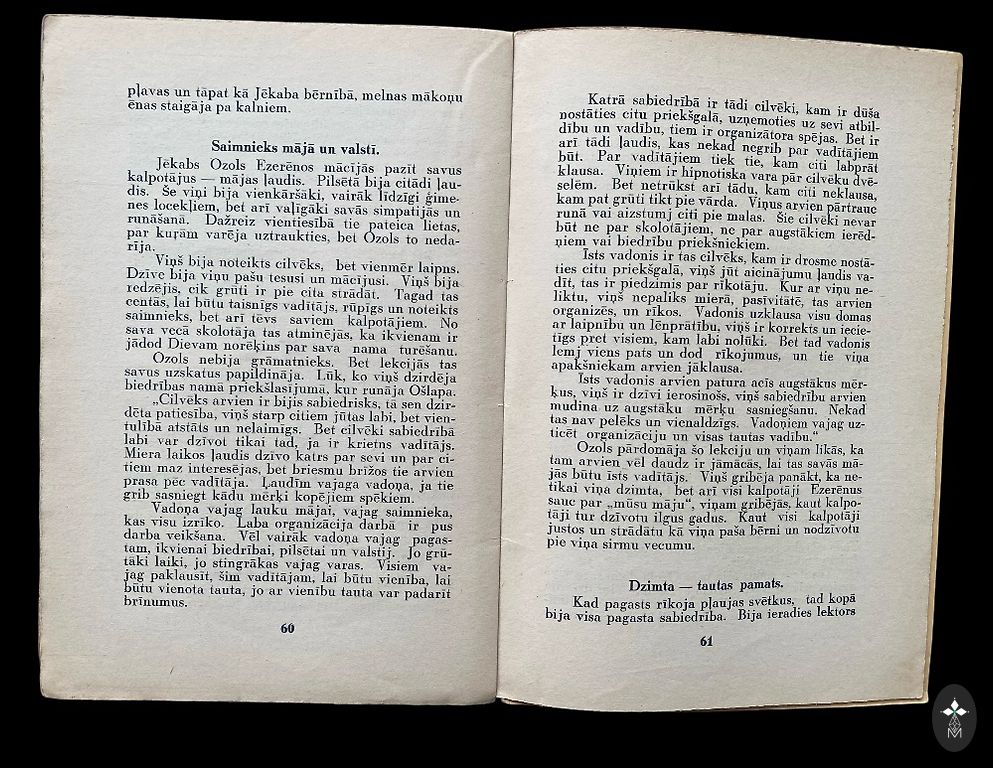 pļavas un tāpat kā Jēkaba bērnībā, melnas mākoņu
ēnas staigāja pa kalniem.
Saimnieks mājā un valstī.
Jēkabs Ozols Ezerēnos mācījās pazīt savus
kalpotājus — mājas ļaudis. Pilsētā bija citādi ļau-
dis. Še viņi bija vienkāršāki, vairāk līdzīgi ģime-
nes locekļiem, bet arī vaļīgāki savās simpatijās un
runāšanā. Dažreiz vientiesībā tie pateica lietas,
par kuŗām varēja uztraukties, bet Ozols to neda-
rīja.
Viņš bija noteikts cilvēks, bet vienmēr laipns.
Dzīve bija viņu pašu tesusi un mācījusi. Viņš bija
redzējis, cik grūti ir pie cita strādāt. Tagad tas
centās, lai būtu taisnīgs vadītājs, rūpīgs un noteikts
saimnieks, bet arī tēvs saviem kalpotājiem. No
sava vecā skolotāja tas atminējās, ka ikvienam ir
jādod Dievam norēķins par sava nama turēšanu.
Ozols nebija grāmatnieks. Bet lekcijās tas
savus uzskatus papildināja. Lūk, ko viņš dzirdēja
biedrības namā priekšlasījumā, kur runāja Ošlapa.
„Cilvēks arvien ir bijis sabiedrisks, tā sen dzir-
dēta patiesība, viņš starp citiem jūtas labi, bet vien-
tulībā atstāts un nelaimīgs. Bet cilvēki sabiedrībā
labi var dzīvot tikai tad, ja ir krietns vadītājs.
Miera laikos ļaudis dzīvo katrs par sevi un par ci-
tiem maz interesējas, bet briesmu brīžos tie arvien
prasa pēc vadītāja. Ļaudīm vajaga vadoņa, ja tie
grib sasniegt kādu mērķi kopējiem spēkiem.
Vadoņa vajag lauku mājai, vajag saimnieka,
kas visu izrīko. Laba organizācija darbā ir pus
darba veikšana. Vēl vairāk vadoņa vajag pagas-
tam, ikvienai biedrībai, pilsētai un valstij. Jo grū-
tāki laiki, jo stingrākas vajag varas. Visiem va-
jag paklausīt, šim vadītājam, lai būtu vienība, lai
būtu vienota tauta, jo ar vienību tauta var padarīt
brīnumus.
60
Katrā sabiedrībā ir tādi cilvēki, kam ir dūša
nostāties citu priekšgalā, uzņemoties uz sevi atbil-
dību un vadību, tiem ir organizātora spējas. Bet ir
arī tādi ļaudis, kas nekad negrib par vadītājiem
būt. Par vadītājiem tiek tie, kam citi labprāt
klausa. Viņiem ir hipnotiska vara pār cilvēku dvē-
selēm. Bet netrūkst arī tādu, kam citi neklausa,
kam pat grūti tikt pie vārda. Viņus arvien pārtrauc
runā vai aizstumj citi pie malas. Šie cilvēki nevar
būt ne par skolotājiem, ne par augstākiem ierēd-
ņiem vai biedrību priekšniekiem.
Īsts vadonis ir tas cilvēks, kam ir drosme nostā-
ties citu priekšgalā, viņš jūt aicinājumu ļaudis va-
dīt, tas ir piedzimis par rīkotāju. Kur ar viņu ne-
liktu, viņš nepaliks mierā, pasīvitātē, tas arvien
organizēs, un rīkos. Vadonis uzklausa visu domas
ar laipnību un lēnprātību, viņš ir korrekts un iecie-
tīgs pret visiem, kam labi nolūki. Bet tad vadonis
lemj viens pats un dod rīkojumus, un tie viņa
apakšniekam arvien jāklausa.
Īsts vadonis arvien patura acīs augstākus mēr-
ķus, viņš ir dzīvi ierosinošs, viņš sabiedrību arvien
mudina uz augstāku mērķu sasniegšanu. Nekad
tas nav pelēks un vienaldzīgs. Vadoņiem vajag uz-
ticēt organizāciju un visas tautas vadību.“
Ozols pārdomāja šo lekciju un viņam likās, ka
tam arvien vēl daudz ir jāmācās, lai tas savās mā-
jās būtu īsts vadītājs. Viņš gribēja panākt, ka ne-
tikai viņa dzimta, bet arī visi kalpotāji Ezerēnus
sauc par „mūsu māju“, viņam gribējās, kaut kalpo-
tāji tur dzīvotu ilgus gadus. Kaut visi kalpotāji
justos un strādātu kā viņa paša bērni un nodzīvotu
pie viņa sirmu vecumu.
Dzimta — tautas pamats.
Kad pagasts rīkoja pļaujas svētkus, tad kopā
bija visa pagasta sabiedrība. Bija ieradies lektors
61
M